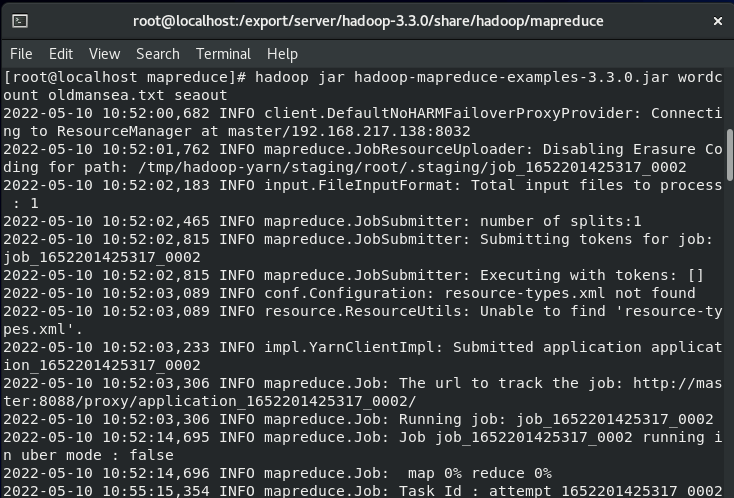 root@localhost:/export/server/hadoop-3.3.0/share/hadoop/mapreduce
File Edit View Search Terminal Help
[root@localhost mapreduce]# hadoop jar hadoop-mapreduce-examples-3.3.0.jar wordc
ount oldmansea.txt seaout
2022-05-10 10:52:00,682 INFO client.DefaultNoHARMFailoverProxyProvider: Connecti
ng to ResourceManager at master/192.168.217.138:8032
2022-05-10 10:52:01,762 INFO mapreduce.JobResourceUploader: Disabling Erasure Co
ding for path: /tmp/hadoop-yarn/staging/root/.staging/job_1652201425317_0002
2022-05-10 10:52:02,183 INFO input.FileInputFormat: Total input files to process
 : 1
2022-05-10 10:52:02,465 INFO mapreduce.JobSubmitter: number of splits:1
2022-05-10 10:52:02,815 INFO mapreduce.JobSubmitter: Submitting tokens for job:
job_1652201425317_0002
2022-05-10 10:52:02,815 INFO mapreduce.JobSubmitter: Executing with tokens: []
2022-05-10 10:52:03,089 INFO conf.Configuration: resource-types.xml not found
2022-05-10 10:52:03,089 INFO resource.ResourceUtils: Unable to find 'resource-ty
pes.xml'.
2022-05-10 10:52:03,233 INFO impl.YarnClientImpl: Submitted application applicat
ion_1652201425317_0002
2022-05-10 10:52:03,306 INFO mapreduce.Job: The url to track the job: http://mas
ter:8088/proxy/application_1652201425317_0002/
2022-05-10 10:52:03,306 INFO mapreduce.Job: Running job: job_1652201425317_0002
2022-05-10 10:52:14,695 INFO mapreduce.Job: Job job_1652201425317_0002 running i
n uber mode : false
2022-05-10 10:52:14,696 INFO mapreduce.Job:  map 0% reduce 0%
2022-05-10 10:55:15,354 INFO mapreduce.Job: Task Id : attempt_1652201425317_0002